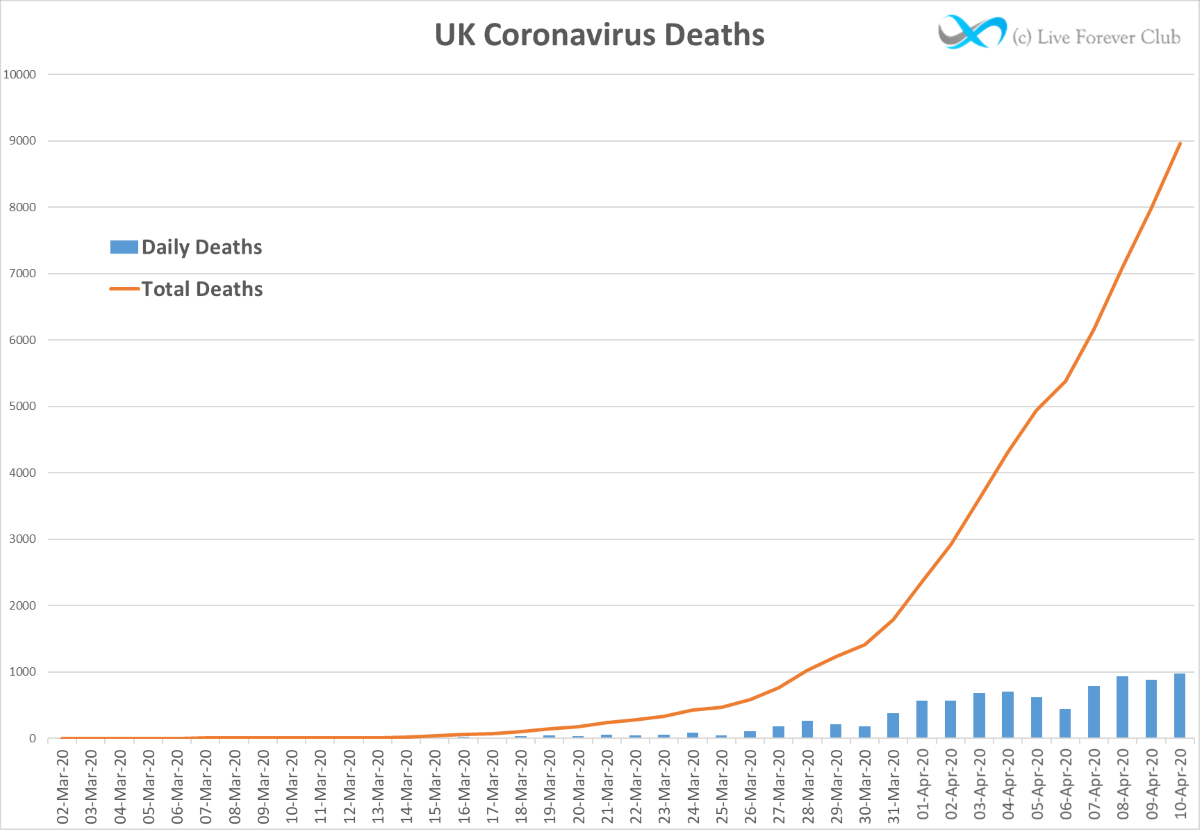 UK Coronavirus Deaths
(c) Live Forever Club
10000
9000
8000
7000
6000
5000
4000
3000
2000
1000
0
Daily Deaths
Total Deaths
02-Mar-20
03-Mar-20
04-Mar-20
05-Mar-20
06-Mar-20
07-Mar-20
08-Mar-20
09-Mar-20
10-Mar-20
11-Mar-20
12-Mar-20
13-Mar-20
14-Mar-20
15-Mar-20
16-Mar-20
17-Mar-20
18-Mar-20
19-Mar-20
20-Mar-20
21-Mar-20
22-Mar-20
23-Mar-20
24-Mar-20
25-Mar-20
26-Mar-20
27-Mar-20
28-Mar-20
29-Mar-20
30-Mar-20
31-Mar-20
01-Apr-20
02-Apr-20
03-Apr-20
04-Apr-20
05-Apr-20
06-Apr-20
07-Apr-20
08-Apr-20
09-Apr-20
10-Apr-20